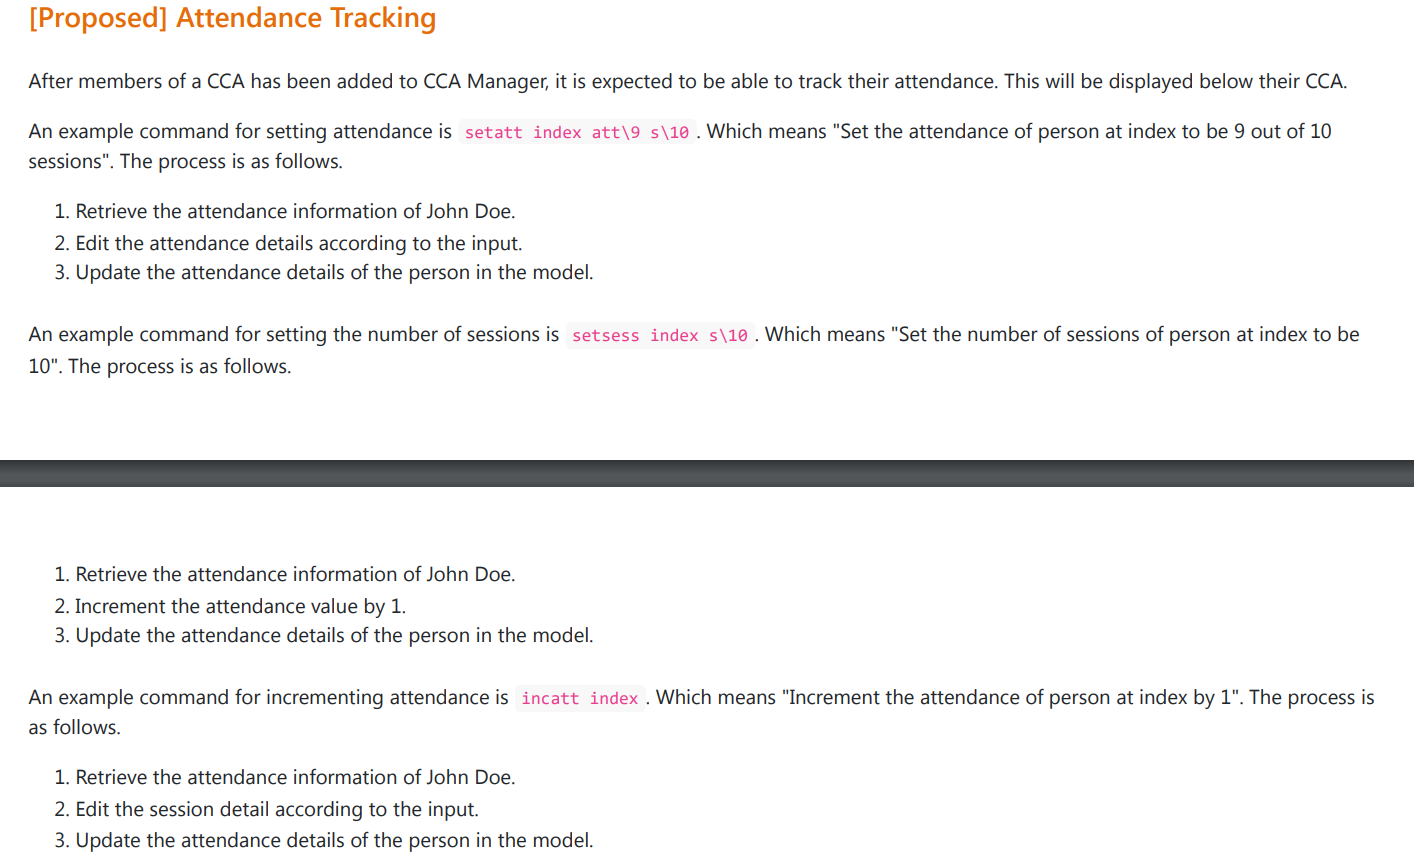 [Proposed] Attendance Tracking
After members of a CCA has been added to CCA Manager, it is expected to be able to track their attendance. This will be displayed below their CCA.
An example command for setting attendance is setatt index att\9 s\10 . Which means "Set the attendance of person at index to be 9 out of 10
sessions". The process is as follows.
1. Retrieve the attendance information of John Doe.
2. Edit the attendance details according to the input.
3. Update the attendance details of the person in the model.
An example command for setting the number of sessions is setsess index s\10 . Which means "Set the number of sessions of person at index to be
10". The process is as follows.
1. Retrieve the attendance information of John Doe.
2. Increment the attendance value by 1.
3. Update the attendance details of the person in the model.
An example command for incrementing attendance is incatt index . Which means "Increment the attendance of person at index by 1". The process is
as follows.
1. Retrieve the attendance information of John Doe.
2. Edit the session detail according to the input.
3. Update the attendance details of the person in the model.